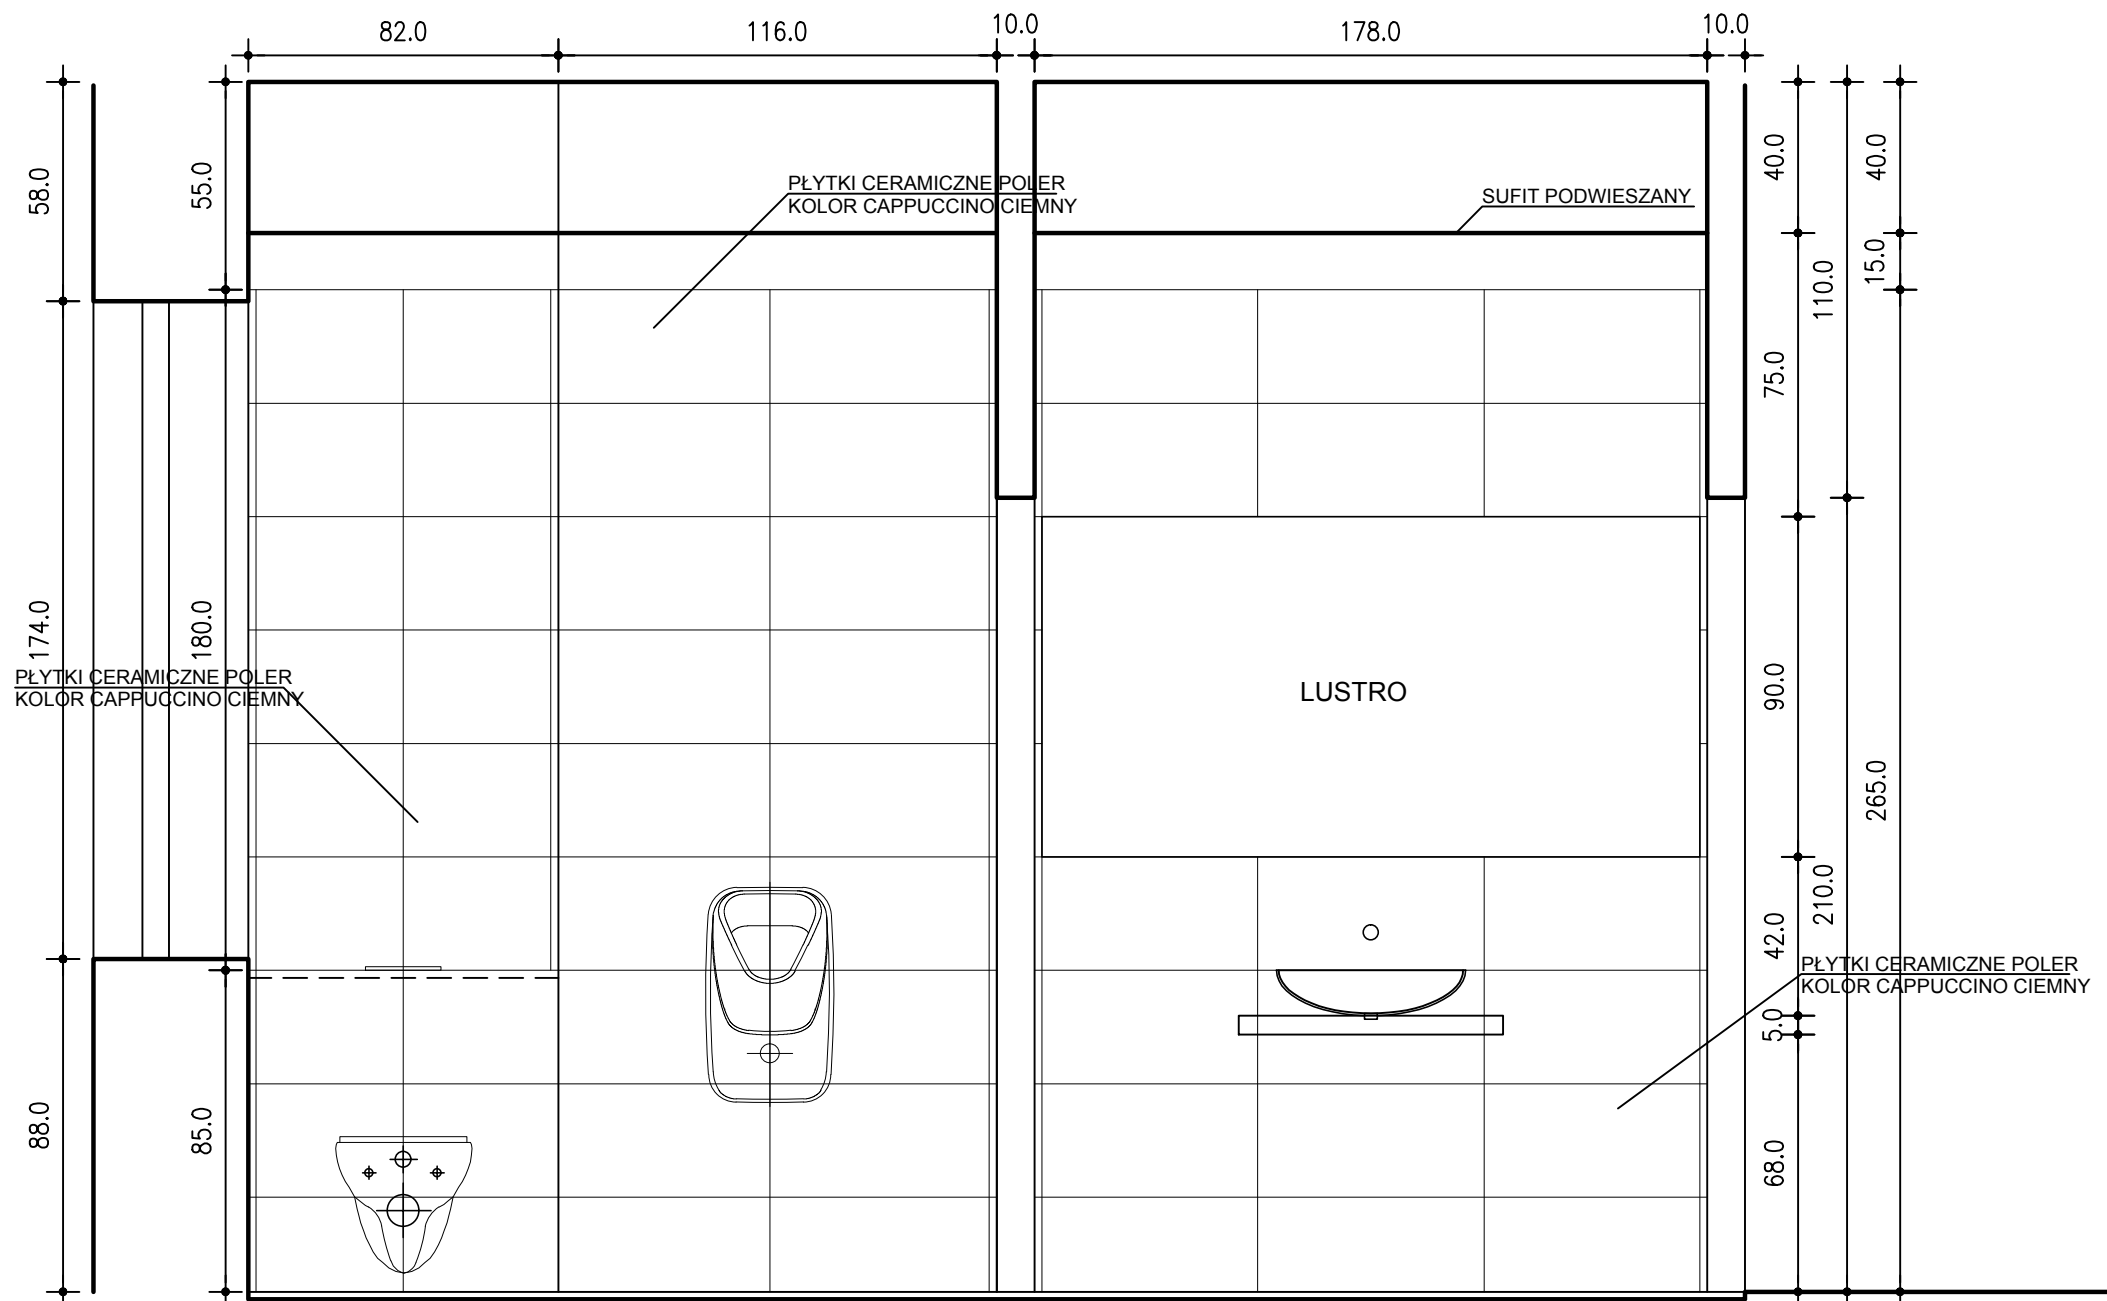 82.0
116.0
10.0
178.0
10.0
58.0
55.0
40.0
40.0
PŁYTKI CERAMICZNE POLER
KOLOR CAPPUCCINO CIEMNY
SUFIT PODWIESZANY
110.0
15.0
75.0
174.0
180.0
PŁYTKI CERAMICZNE POLER
KOLOR CAPPUCCINO CIEMNY
LUSTRO
90.0
265.0
210.0
42.0
PŁYTKI CERAMICZNE POLER
KOLOR CAPPUCCINO CIEMNY
5.0
88.0
85.0
68.0